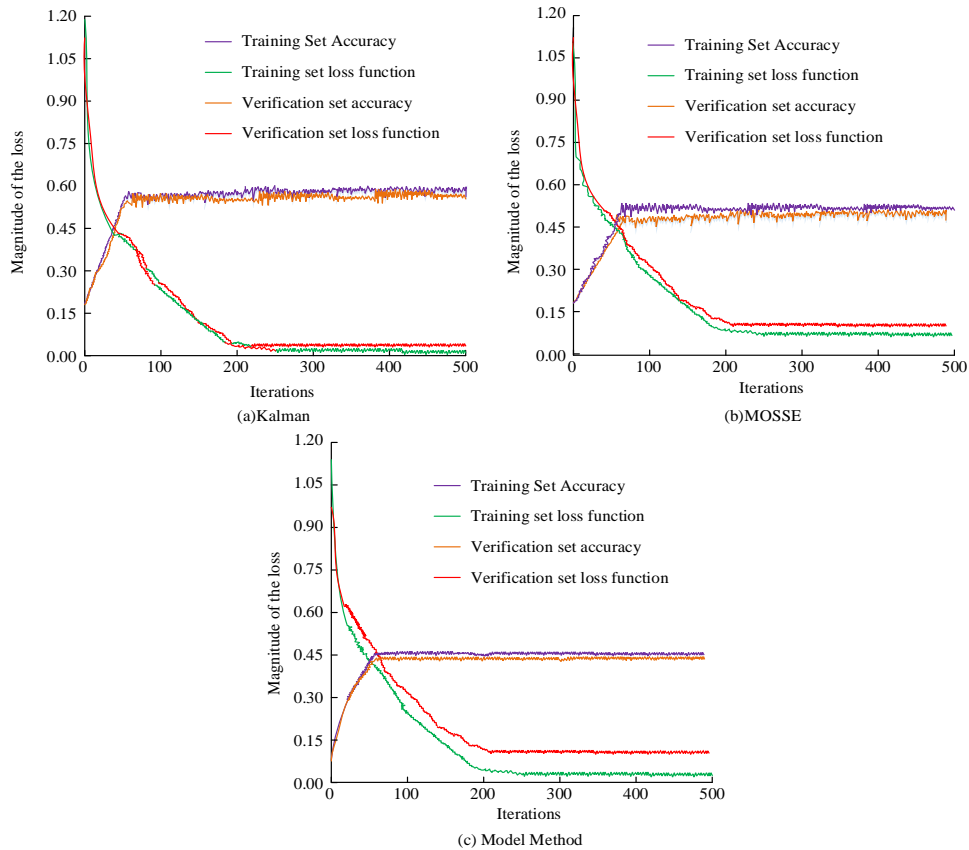 1.20
1.05
0.90
0.75
0.60
0.45
0.30
0.15
0.00
Magnitude of the loss
Training Set Accuracy
Training set loss function
Verification set accuracy
Verification set loss function
0 100 200 300 400 500
Iterations
(a)Kalman
1.20
1.05
0.90
0.75
0.60
0.45
0.30
0.15
0.00
Magnitude of the loss
Training Set Accuracy
Training set loss function
Verification set accuracy
Verification set loss function
0 100 200 300 400 500
Iterations
(b)MOSSE
1.20
1.05
0.90
0.75
0.60
0.45
0.30
0.15
0.00
Magnitude of the loss
Training Set Accuracy
Training set loss function
Verification set accuracy
Verification set loss function
0 100 200 300 400 500
Iterations
(c) Model Method